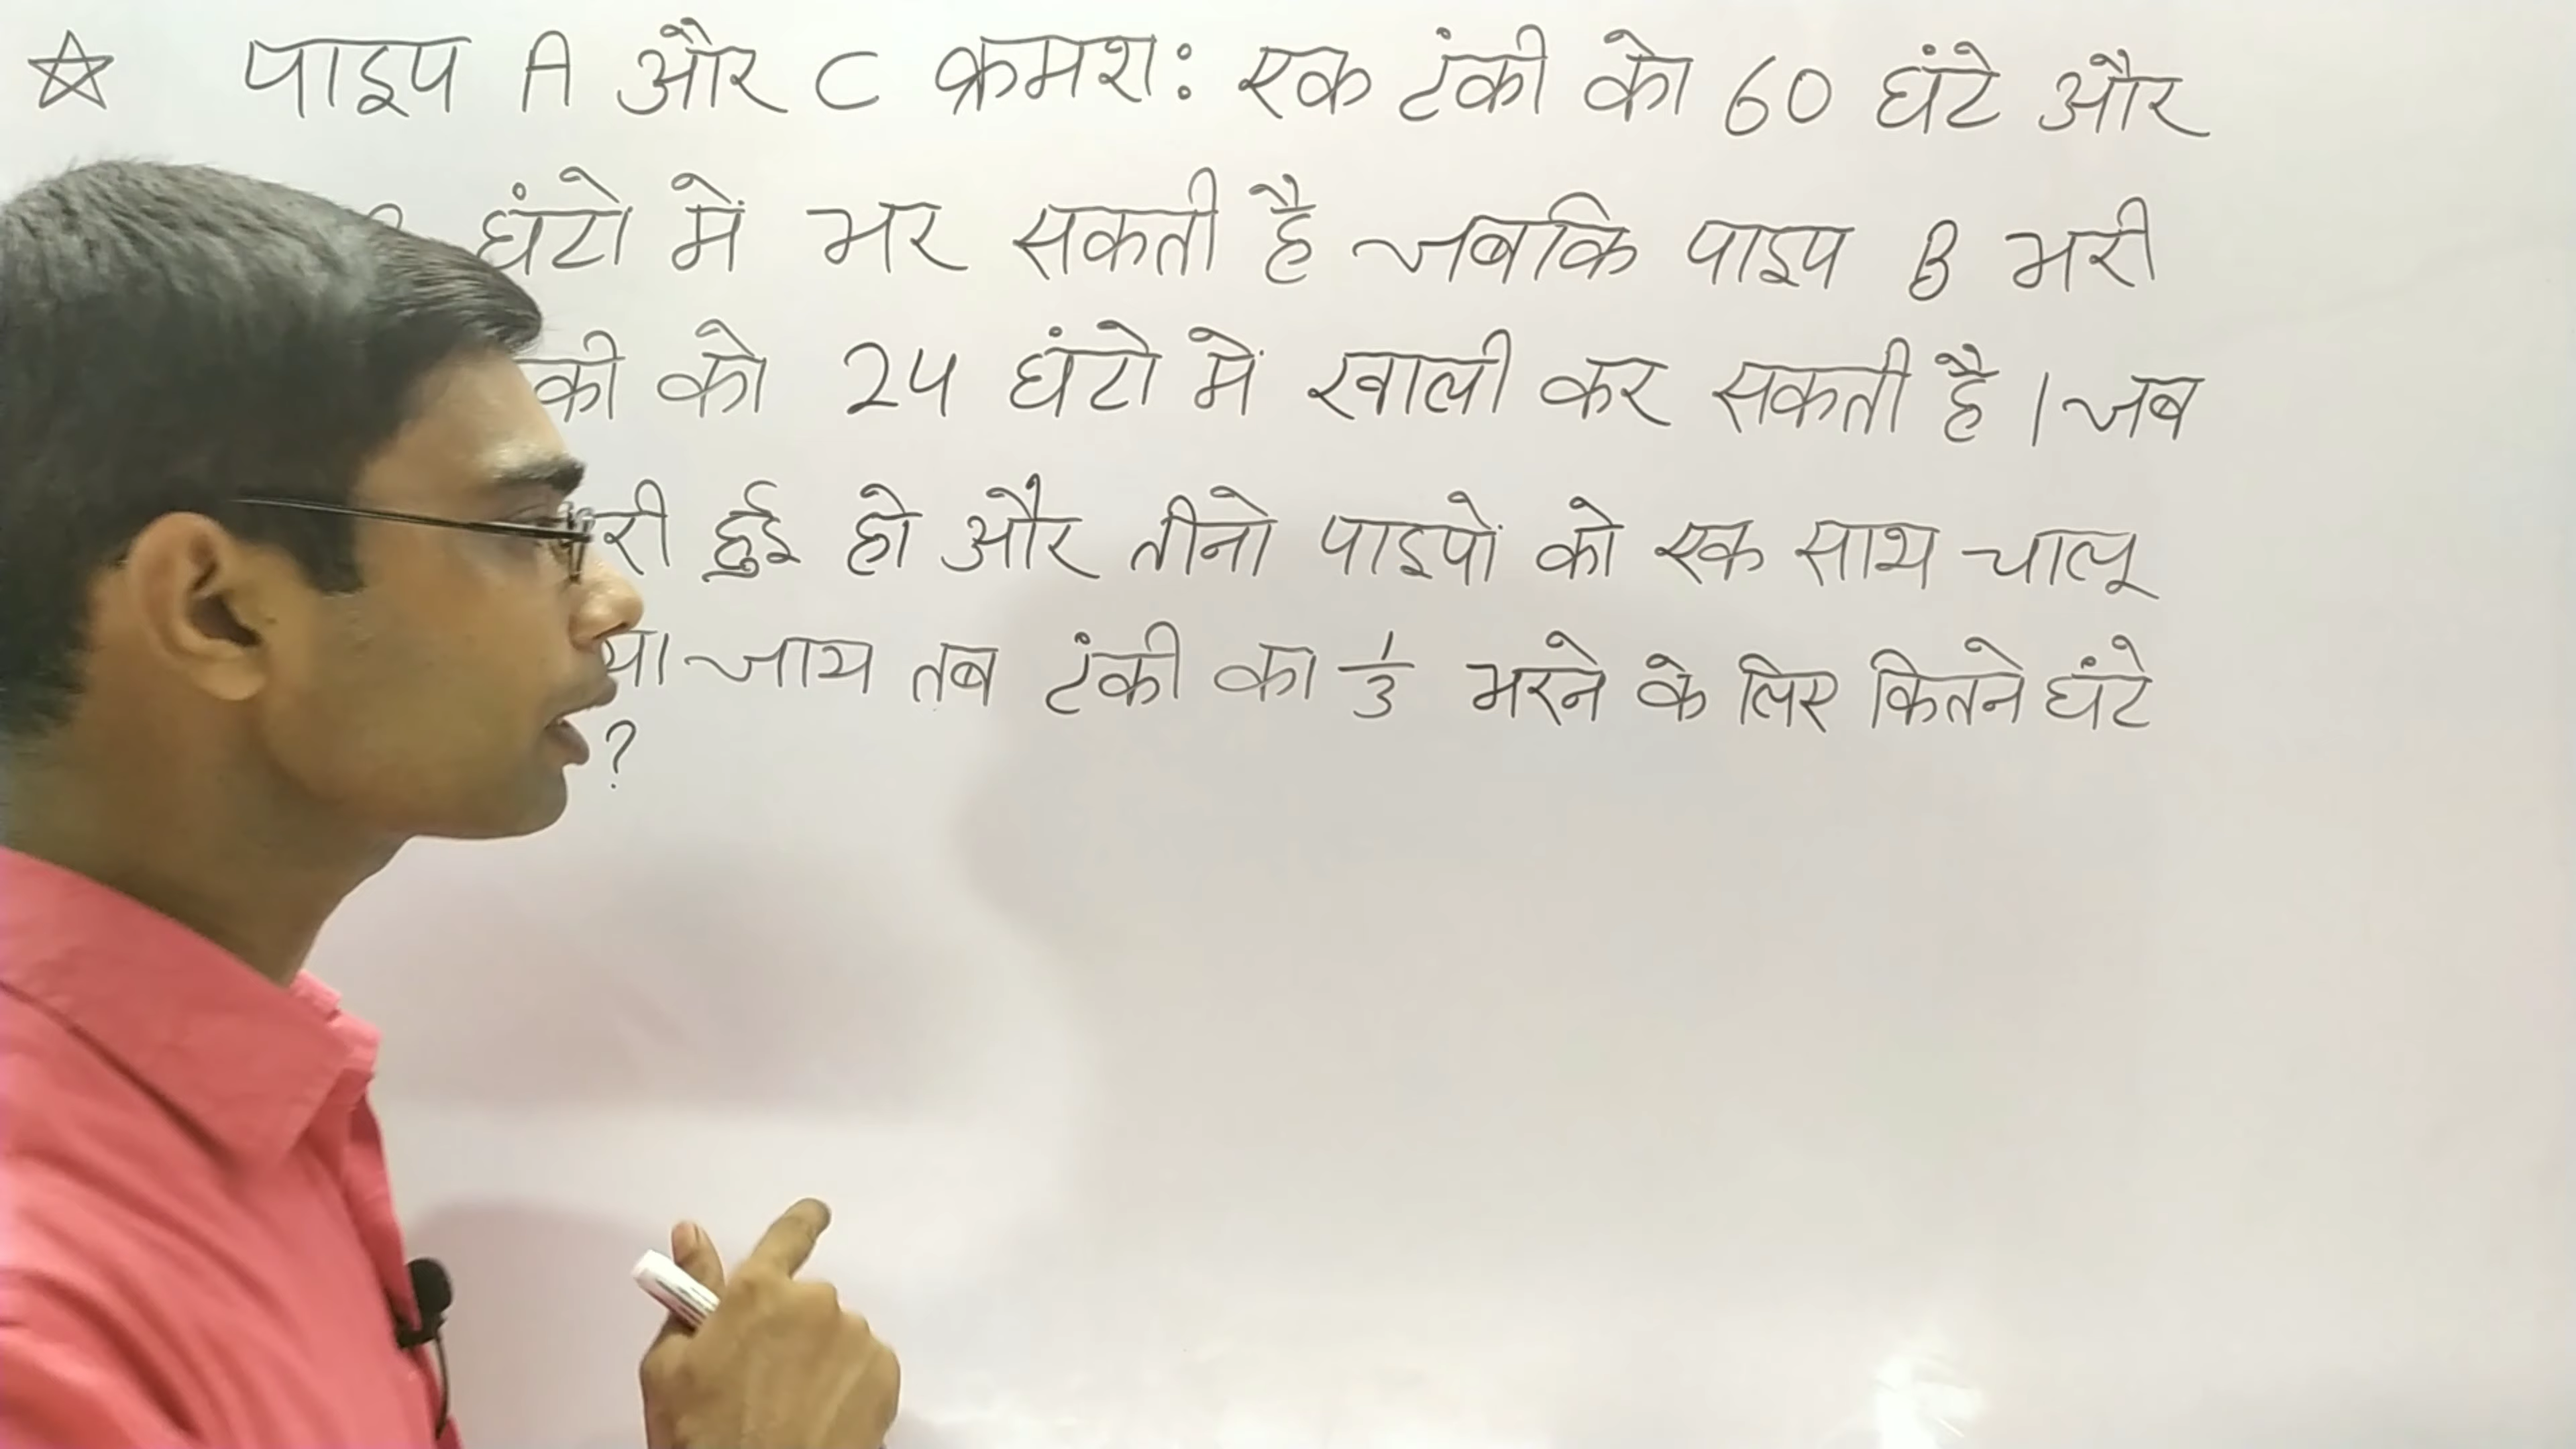 पाइप A और C क्रमश: एक टंकी को 60 घंटे और
घंटो में भर सकती है जबकि पाइप B भरी
की को 24 घंटो में खाली कर सकती है । जब
री हुई हो और तीनो पाइपों को एक साथ चालू
या जाय तब टंकी का 1/3 भरने के लिए कितने घंटे
?